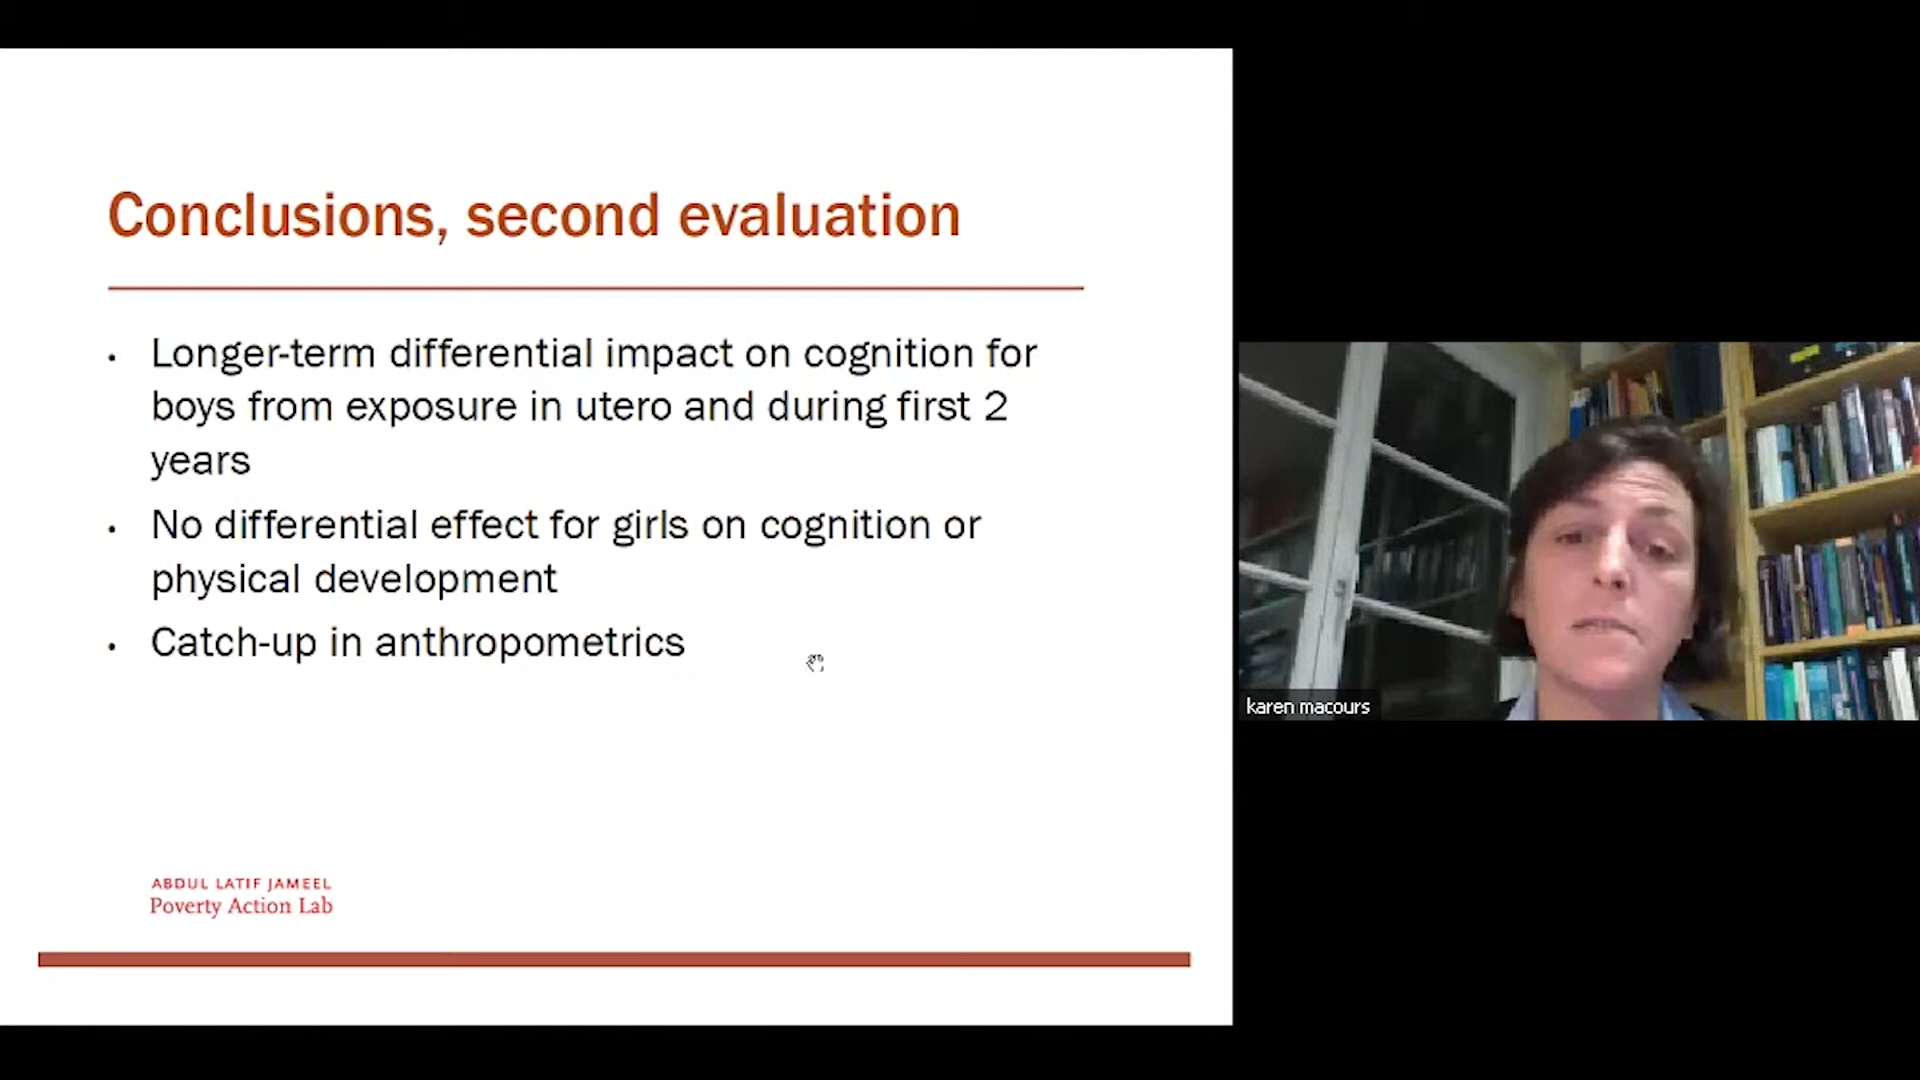 Conclusions, second evaluation
• Longer-term differential impact on cognition for
boys from exposure in utero and during first 2
years
• No differential effect for girls on cognition or
physical development
• Catch-up in anthropometrics
karen macours
ABDUL LATIF JAMEEL
Poverty Action Lab